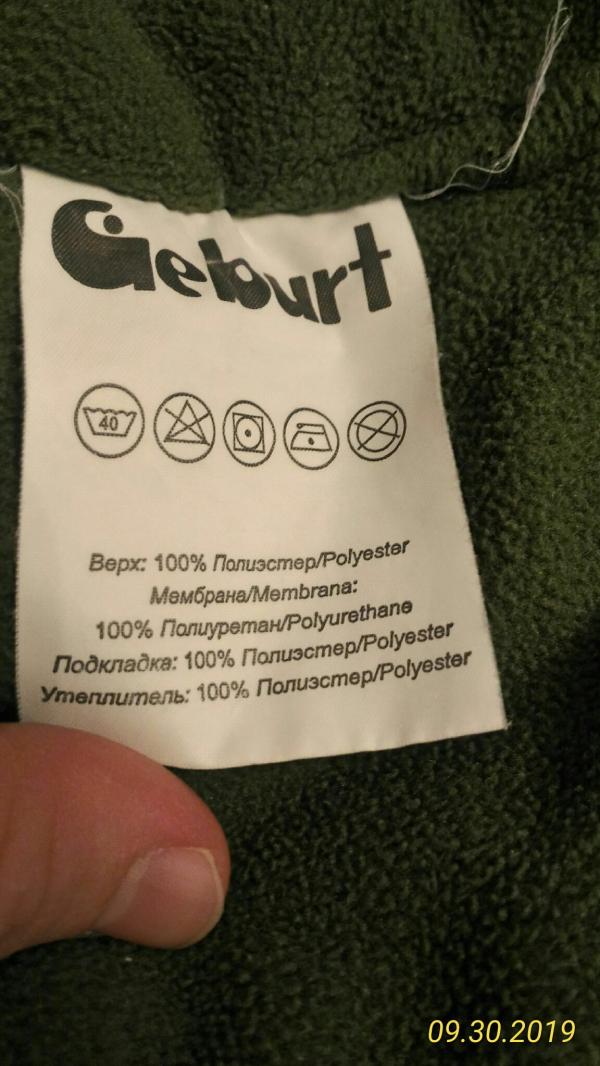 Geburt
40
Верх: 100% Полиэстер/Polyester
Мембрана/Membrana:
100% Полиуретан/Polyurethane
Подкладка: 100% Полиэстер/Polyester
Утеплитель: 100% Полиэстер/Polyester
09.30.2019